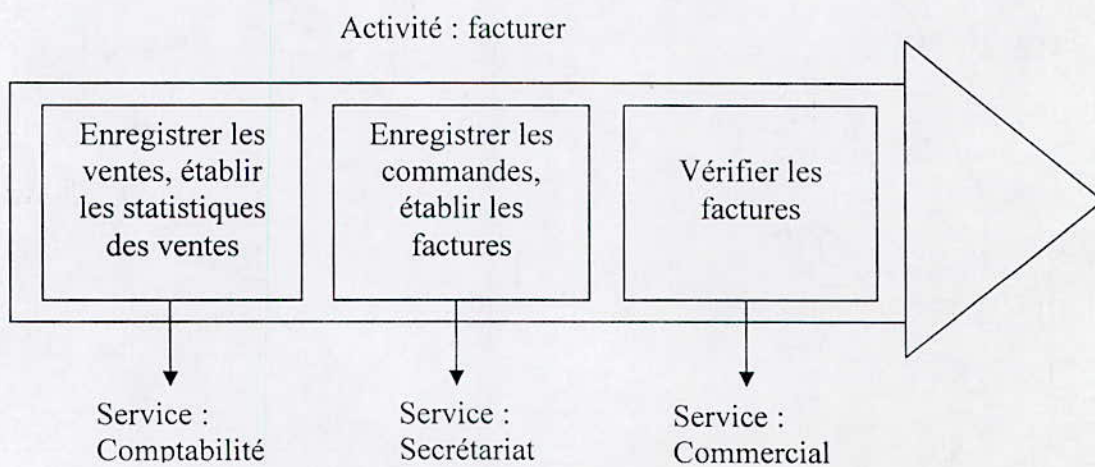 Activité : facturer
Enregistrer les
ventes, établir
les statistiques
des ventes
Enregistrer les
commandes,
établir les
factures
Vérifier les
factures
Service :
Comptabilité
Service :
Secrétariat
Service :
Commercial